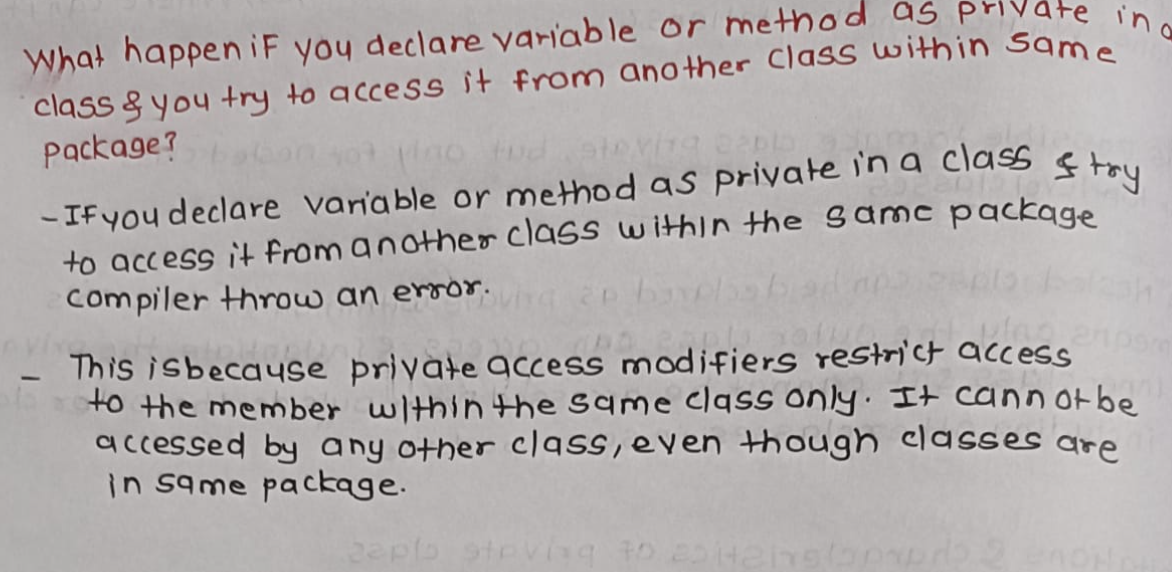 What happen if you declare variable or method as private in a
class & you try to access it from another class within same
package?
- If you declare variable or method as private in a class & try
to access it from another class within the same package
compiler throw an error.
- This is because private access modifiers restrict access
to the member within the same class only. It cannot be
accessed by any other class, even though classes are
in same package.